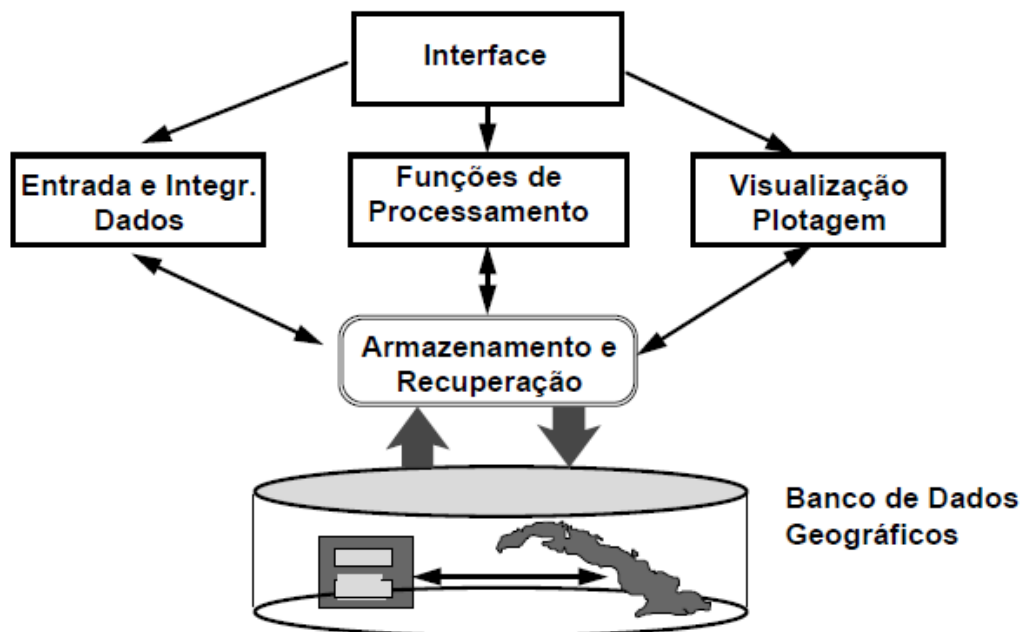 Interface
Entrada e Integr.
Dados
Funções de
Processamento
Visualização
Plotagem
Armazenamento e
Recuperação
Banco de Dados
Geográficos